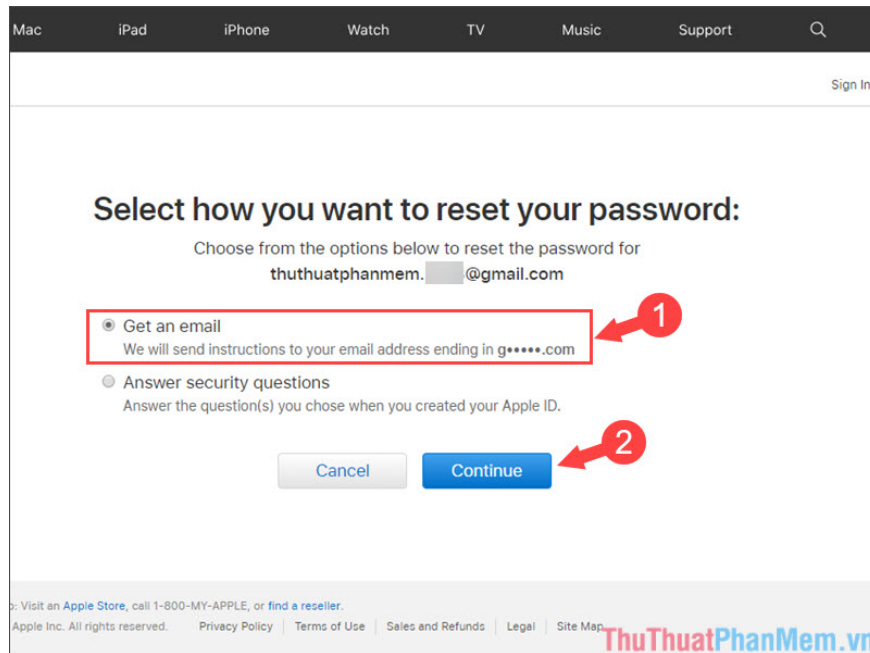 Mac iPad iPhone Watch TV Music Support
Sign In
Select how you want to reset your password:
Choose from the options below to reset the password for
thuthuatphanmem. @gmail.com
Get an email
We will send instructions to your email address ending in g•••••.com
1
Answer security questions
Answer the question(s) you chose when you created your Apple ID.
2
Cancel Continue
: Visit an Apple Store, call 1-800-MY-APPLE, or find a reseller.
Apple Inc. All rights reserved. Privacy Policy Terms of Use Sales and Refunds Legal Site Map
ThuThuatPhanMem.vn